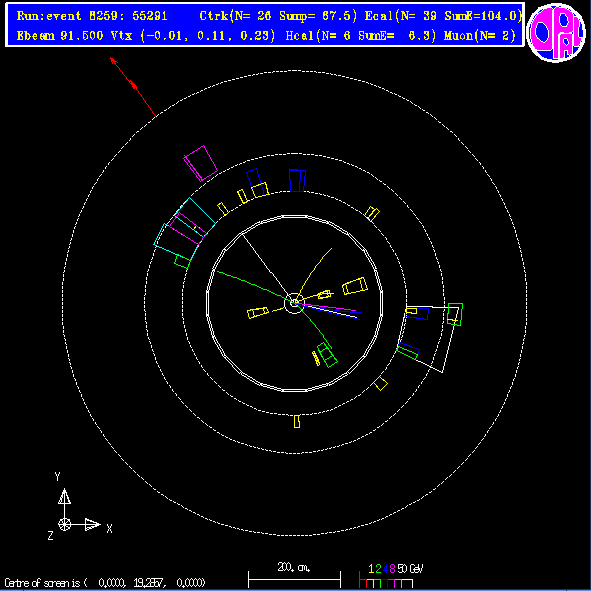 Run:event 8259: 55291 Ctrk(N= 26 Sump= 67.5) Ecal(N= 39 SumE=104.0)
Ebeam 91.500 Vtx (-0.01, 0.11, 0.23) Hcal(N= 6 SumE= 6.3) Muon(N= 2)
OPAL
Y
X
Z
200. cm.
1 2 4 8 50 GeV
Centre of screen is ( 0.0000, 19.2857, 0.0000)